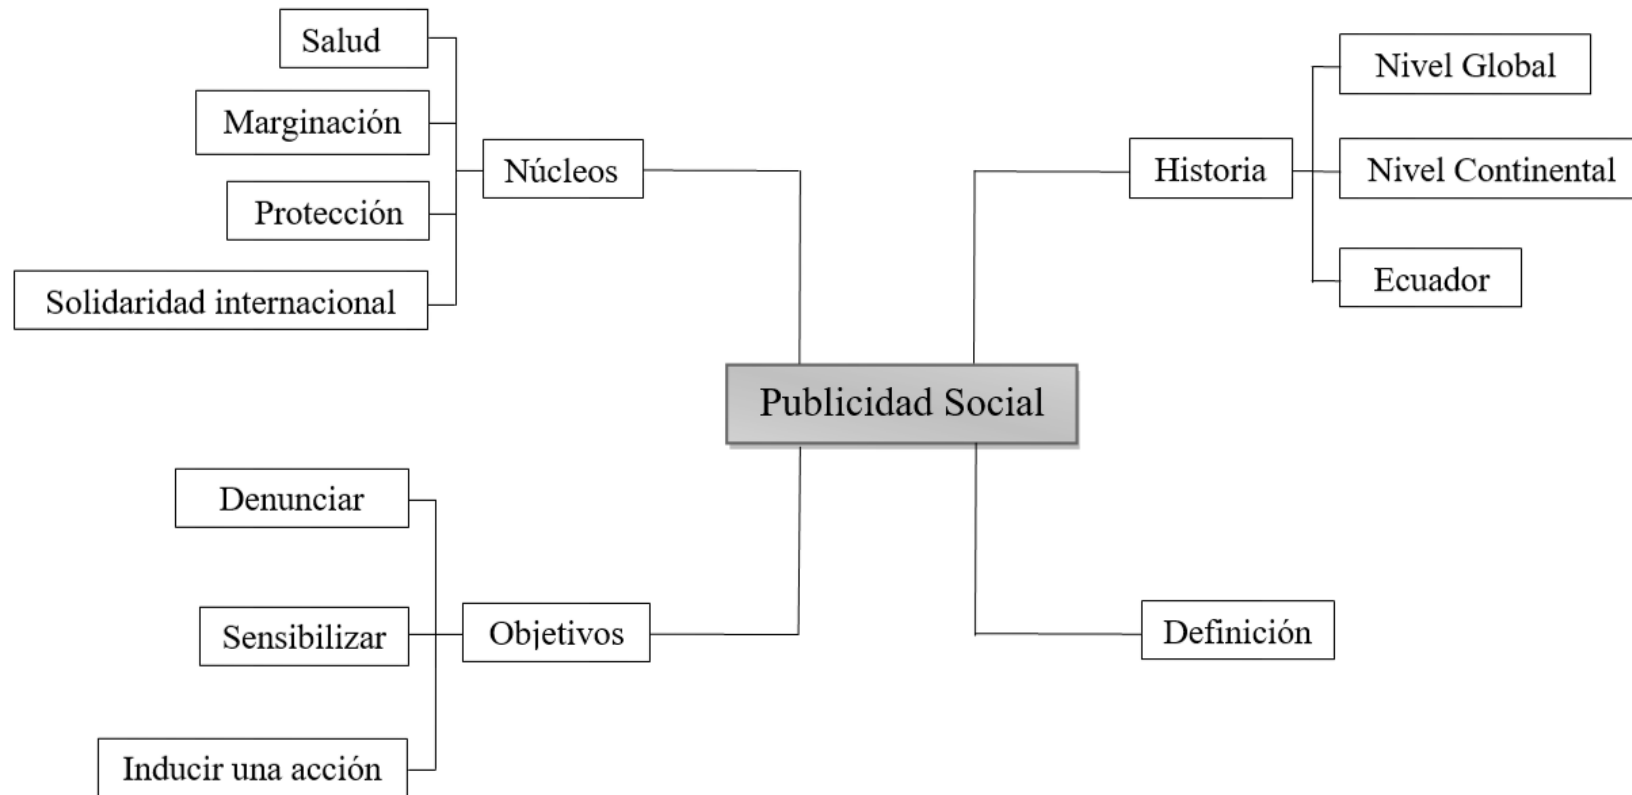 Salud
Marginación
Núcleos
Protección
Solidaridad internacional
Nivel Global
Historia
Nivel Continental
Ecuador
Publicidad Social
Denunciar
Sensibilizar
Objetivos
Inducir una acción
Definición